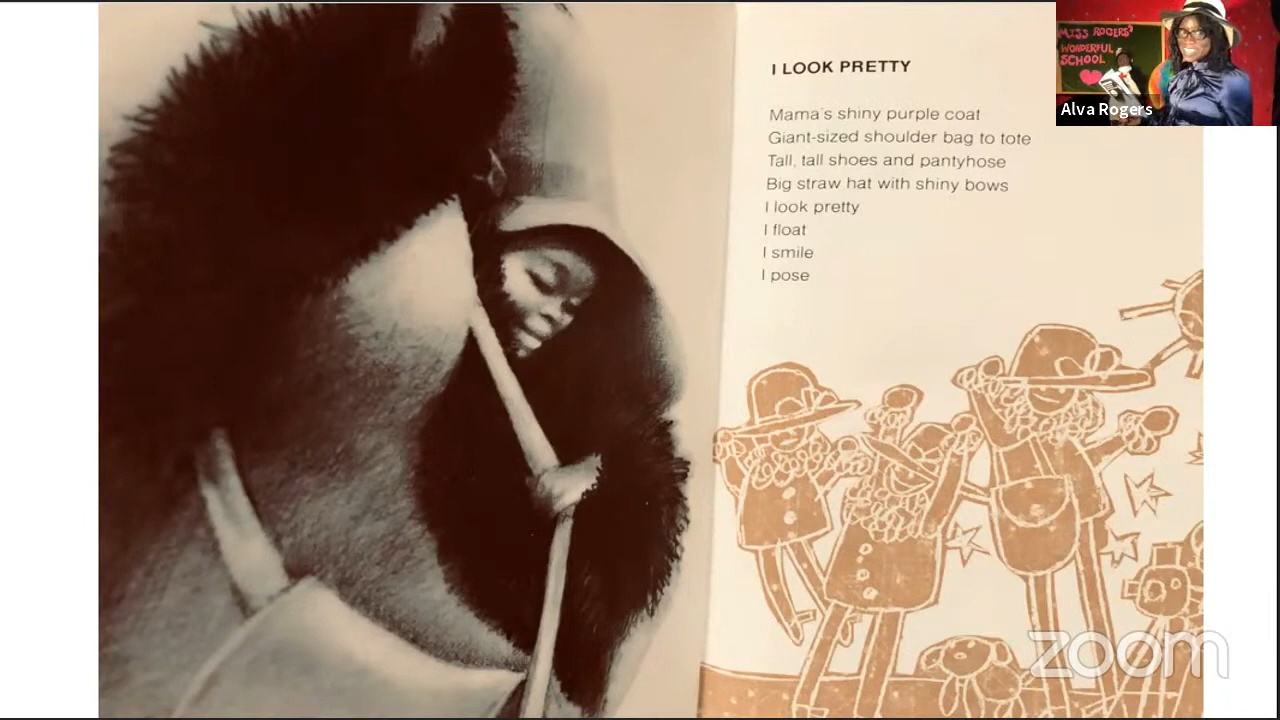 I LOOK PRETTY
Mama's shiny purple coat
Giant-sized shoulder bag to tote
Tall, tall shoes and pantyhose
Big straw hat with shiny bows
I look pretty
I float
I smile
I pose
MISS ROGERS'
WONDERFUL
SCHOOL
Alva Rogers
zoom